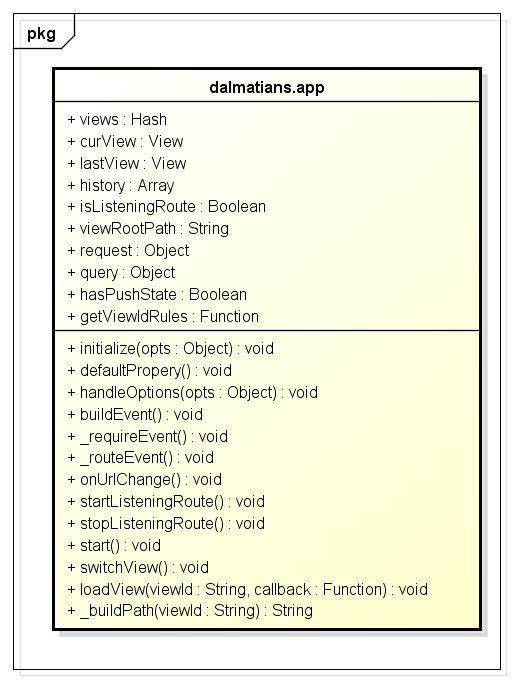 pkg
dalmatians.app
+ views : Hash
+ curView : View
+ lastView : View
+ history : Array
+ isListeningRoute : Boolean
+ viewRootPath : String
+ request : Object
+ query : Object
+ hasPushState : Boolean
+ getViewIdRules : Function
+ initialize(opts : Object) : void
+ defaultPropery() : void
+ handleOptions(opts : Object) : void
+ buildEvent() : void
+ _requireEvent() : void
+ _routeEvent() : void
+ onUrlChange() : void
+ startListeningRoute() : void
+ stopListeningRoute() : void
+ start() : void
+ switchView() : void
+ loadView(viewId : String, callback : Function) : void
+ _buildPath(viewId : String) : String